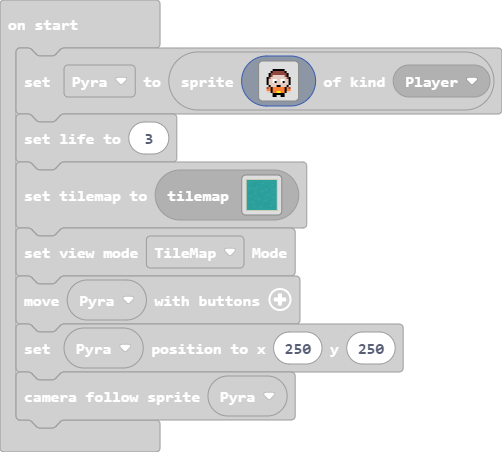 on start
set Pyra to sprite of kind Player
set life to 3
set tilemap to tilemap
set view mode TileMap Mode
move Pyra with buttons
set Pyra position to x 250 y 250
camera follow sprite Pyra